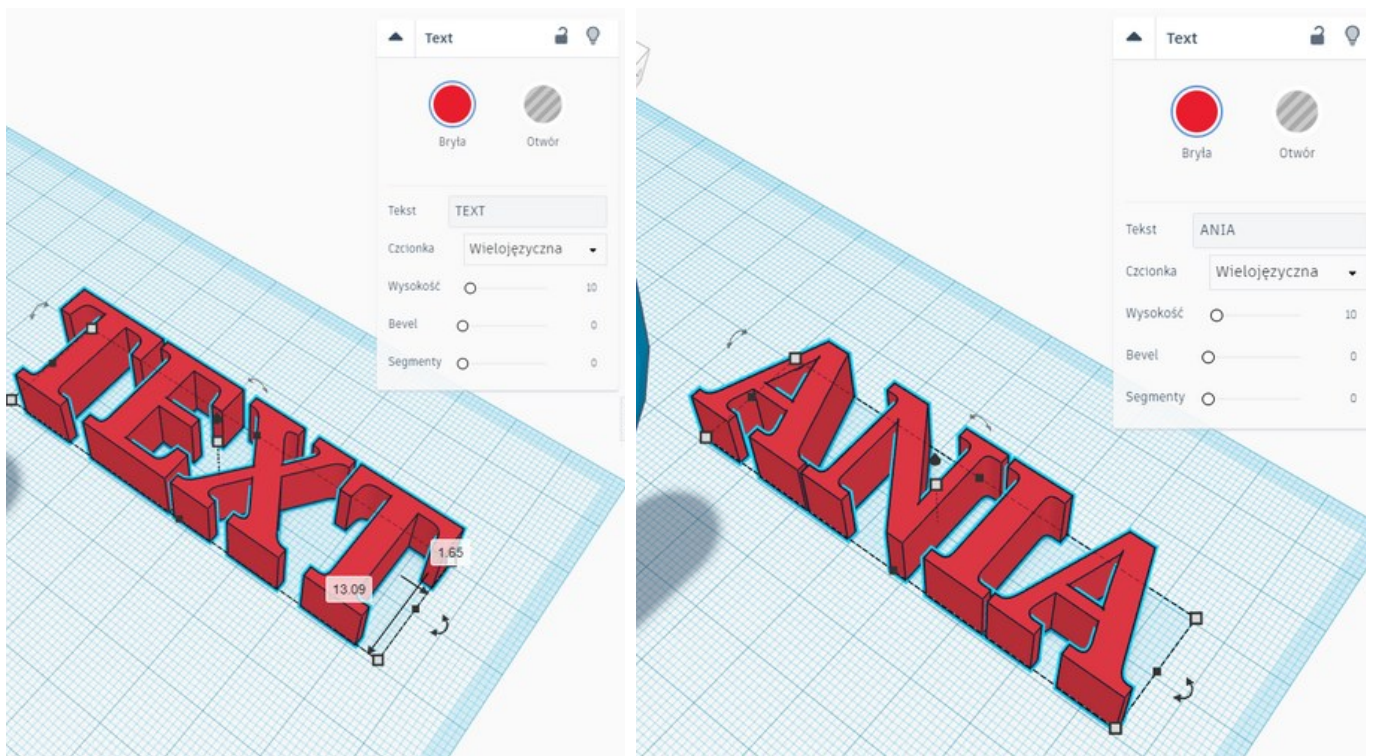 Text
Bryła Otwór
Tekst TEXT
Czcionka Wielojęzyczna
Wysokość 10
Bevel 0
Segmenty 0
TEXT
1.65
13.09
Text
Bryła Otwór
Tekst ANIA
Czcionka Wielojęzyczna
Wysokość 10
Bevel 0
Segmenty 0
ANIA